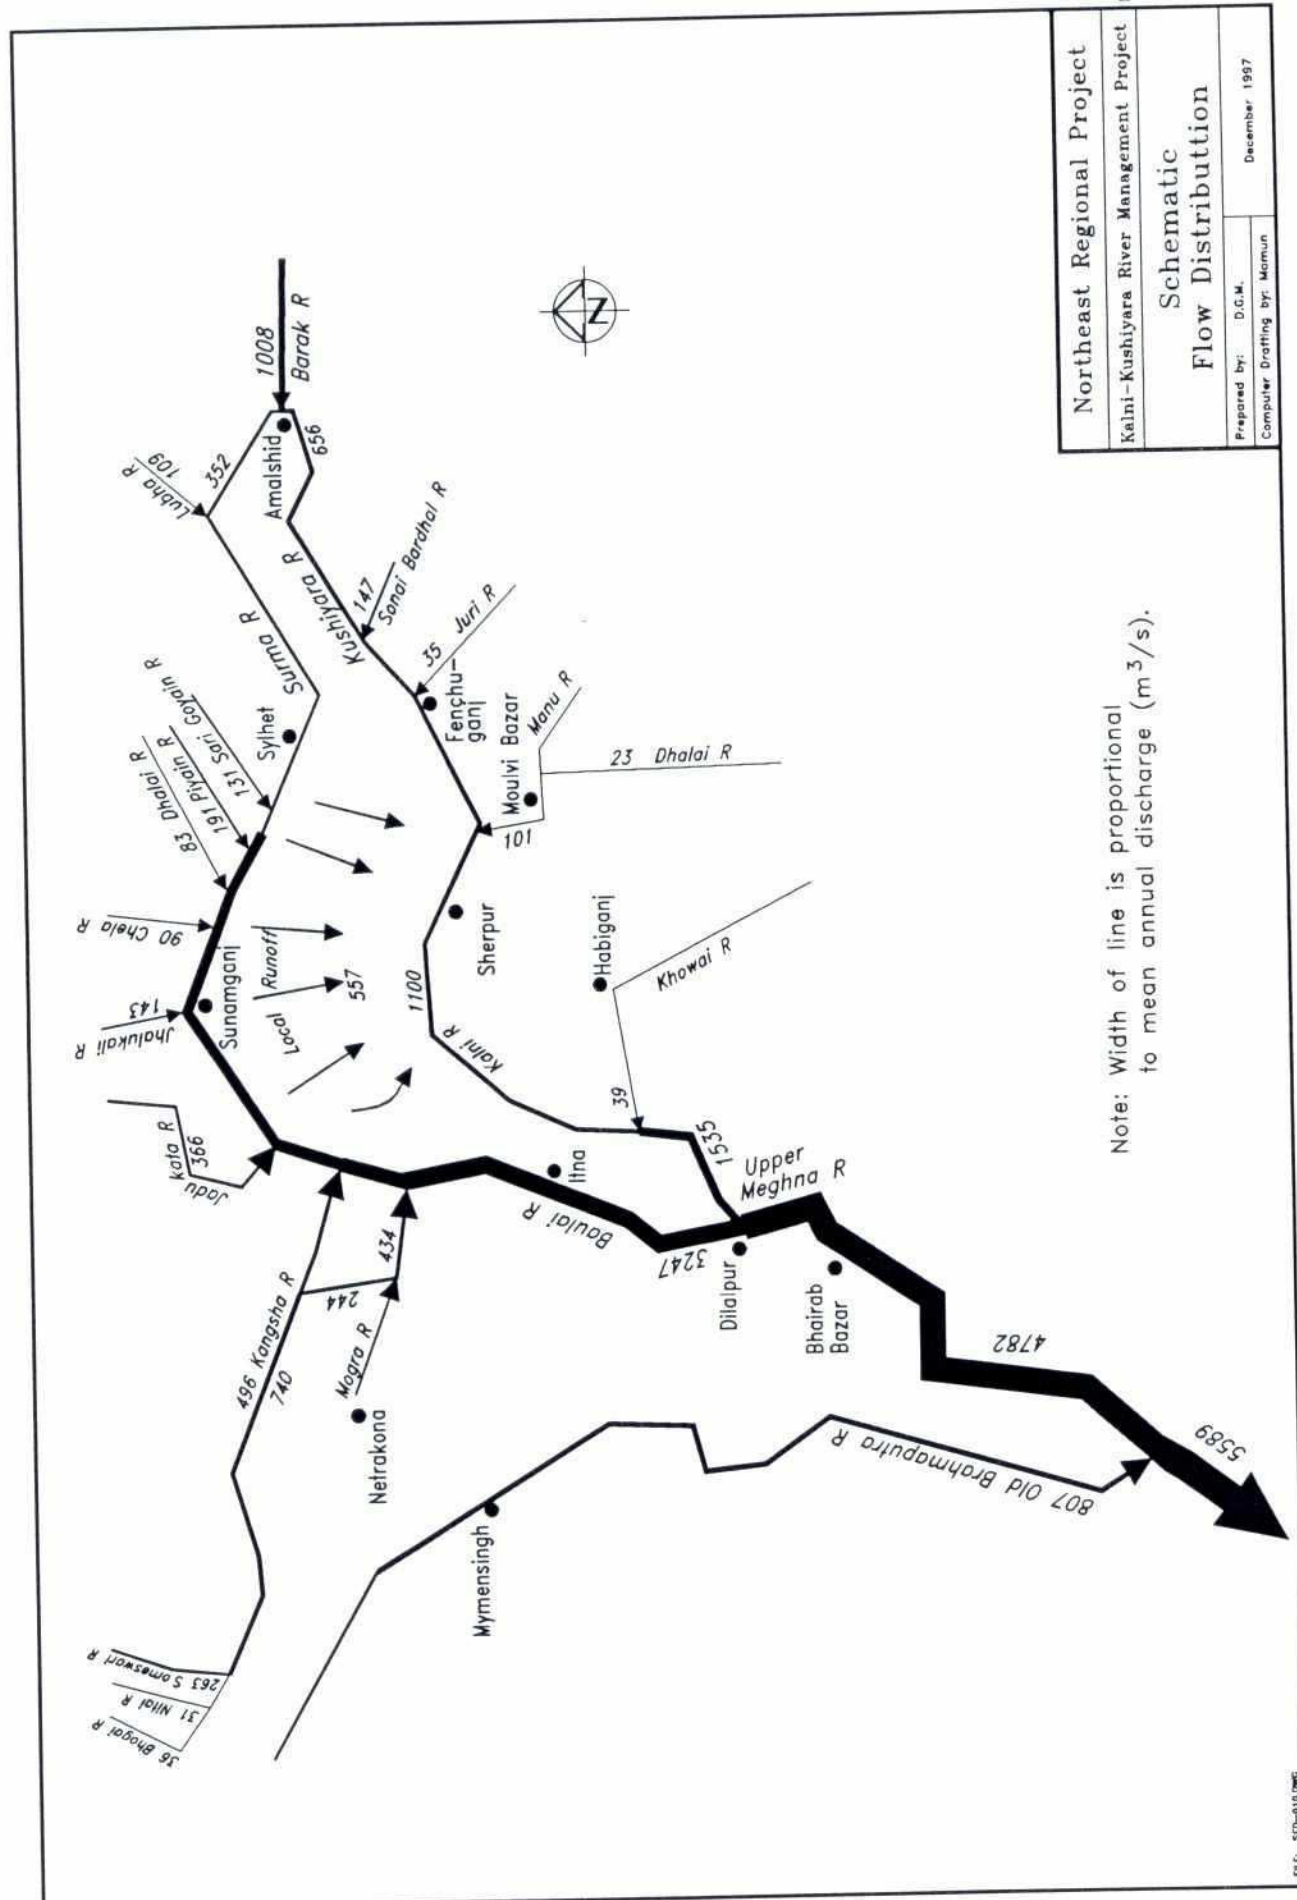 Northeast Regional Project
Kalni-Kushiyara River Management Project
Schematic
Flow Distributtion
Prepared by: D.G.M.
Computer Drafting by: Mamun
December 1997
36 Bhogai R
31 Nitai R
263 Someswari R
496 Kangsha R
740
244
434
Mogra R
Netrakona
Mymensingh
807 Old Brahmaputra R
5589
4782
Bhairab
Bazar
Dilalpur
Upper
Meghna R
3247
1535
Baulai R
Itna
Jadu
kata R
366
Jhalukali R
143
Sunamganj
90 Chela R
83 Dhalai R
191 Piyain R
131 Sari Goyain R
Sylhet
Surma R
Lubha R
109
352
1008
Barak R
Amalshid
656
Kushiyara R
147
Sonai Bardhal R
35 Juri R
Fenchu-
ganj
Moulvi Bazar
Manu R
23 Dhalai R
101
Sherpur
Local Runoff
557
1100
Kalni R
Habiganj
Khowai R
39
N
Note: Width of line is proportional
to mean annual discharge (m³/s).